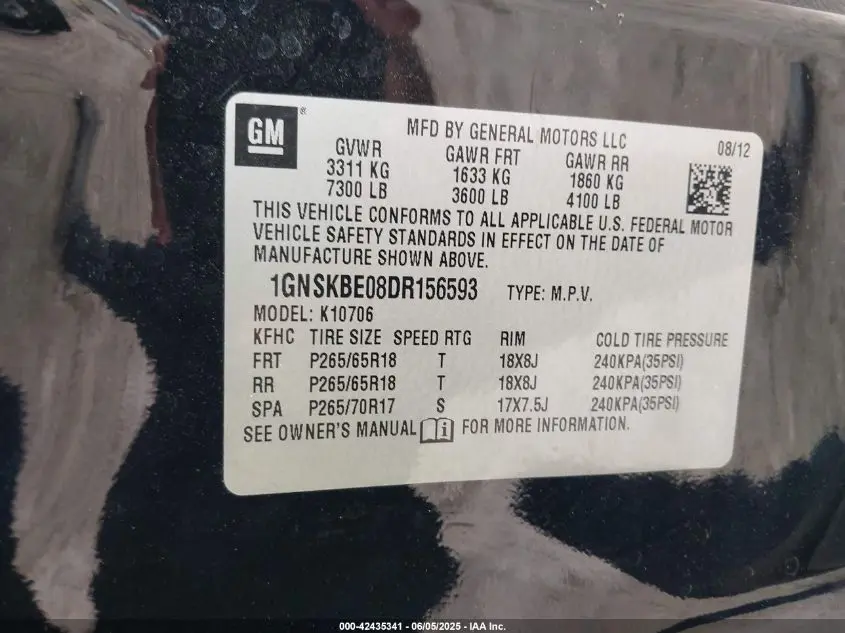 GM®
MFD BY GENERAL MOTORS LLC
08/12
GVWR GAWR FRT GAWR RR
3311 KG 1633 KG 1860 KG
7300 LB 3600 LB 4100 LB
THIS VEHICLE CONFORMS TO ALL APPLICABLE U.S. FEDERAL MOTOR
VEHICLE SAFETY STANDARDS IN EFFECT ON THE DATE OF
MANUFACTURE SHOWN ABOVE.
1GNSKBE08DR156593 TYPE: M.P.V.
MODEL: K10706
KFHC TIRE SIZE SPEED RTG RIM COLD TIRE PRESSURE
FRT P265/65R18 T 18X8J 240KPA(35PSI)
RR P265/65R18 T 18X8J 240KPA(35PSI)
SPA P265/70R17 S 17X7.5J 240KPA(35PSI)
SEE OWNER'S MANUAL i FOR MORE INFORMATION.
000-42435341 - 06/05/2025 - IAA Inc.